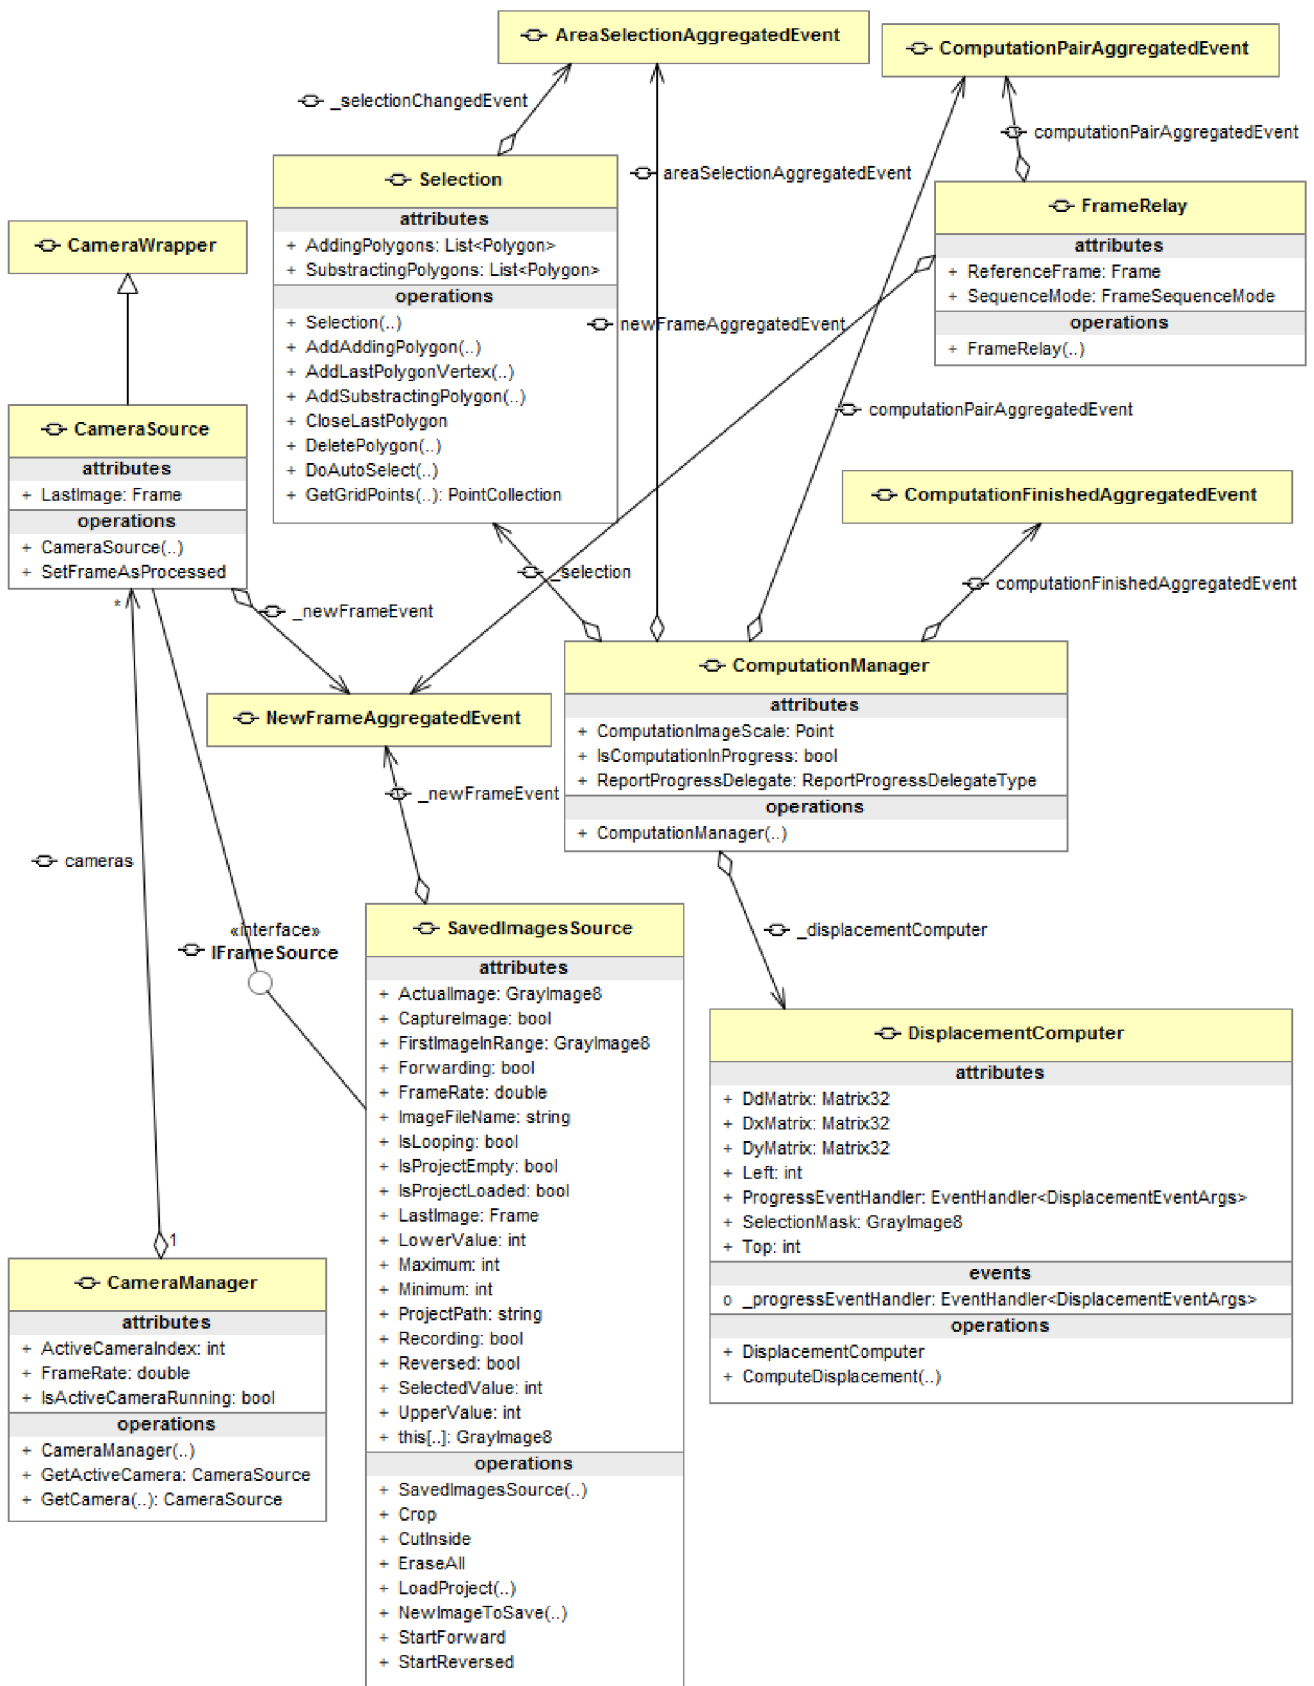 AreaSelectionAggregatedEvent
ComputationPairAggregatedEvent
_selectionChangedEvent
computationPairAggregatedEvent
areaSelectionAggregatedEvent
Selection
attributes
+ AddingPolygons: List<Polygon>
+ SubstractingPolygons: List<Polygon>
operations
+ Selection(..)
+ AddAddingPolygon(..)
+ AddLastPolygonVertex(..)
+ AddSubstractingPolygon(..)
+ CloseLastPolygon
+ DeletePolygon(..)
+ DoAutoSelect(..)
+ GetGridPoints(..): PointCollection
FrameRelay
attributes
+ ReferenceFrame: Frame
+ SequenceMode: FrameSequenceMode
operations
+ FrameRelay(..)
CameraWrapper
newFrameAggregatedEvent
computationPairAggregatedEvent
CameraSource
attributes
+ LastImage: Frame
operations
+ CameraSource(..)
+ SetFrameAsProcessed
ComputationFinishedAggregatedEvent
_selection
computationFinishedAggregatedEvent
*
_newFrameEvent
NewFrameAggregatedEvent
ComputationManager
attributes
+ ComputationImageScale: Point
+ IsComputationInProgress: bool
+ ReportProgressDelegate: ReportProgressDelegateType
operations
+ ComputationManager(..)
_newFrameEvent
cameras
«interface»
IFrameSource
_displacementComputer
SavedImagesSource
attributes
+ ActualImage: GrayImage8
+ CaptureImage: bool
+ FirstImageInRange: GrayImage8
+ Forwarding: bool
+ FrameRate: double
+ ImageFileName: string
+ IsLooping: bool
+ IsProjectEmpty: bool
+ IsProjectLoaded: bool
+ LastImage: Frame
+ LowerValue: int
+ Maximum: int
+ Minimum: int
+ ProjectPath: string
+ Recording: bool
+ Reversed: bool
+ SelectedValue: int
+ UpperValue: int
+ this[..]: GrayImage8
operations
+ SavedImagesSource(..)
+ Crop
+ CutInside
+ EraseAll
+ LoadProject(..)
+ NewImageToSave(..)
+ StartForward
+ StartReversed
DisplacementComputer
attributes
+ DdMatrix: Matrix32
+ DxMatrix: Matrix32
+ DyMatrix: Matrix32
+ Left: int
+ ProgressEventHandler: EventHandler<DisplacementEventArgs>
+ SelectionMask: GrayImage8
+ Top: int
events
o _progressEventHandler: EventHandler<DisplacementEventArgs>
operations
+ DisplacementComputer
+ ComputeDisplacement(..)
1
CameraManager
attributes
+ ActiveCameraIndex: int
+ FrameRate: double
+ IsActiveCameraRunning: bool
operations
+ CameraManager(..)
+ GetActiveCamera: CameraSource
+ GetCamera(..): CameraSource